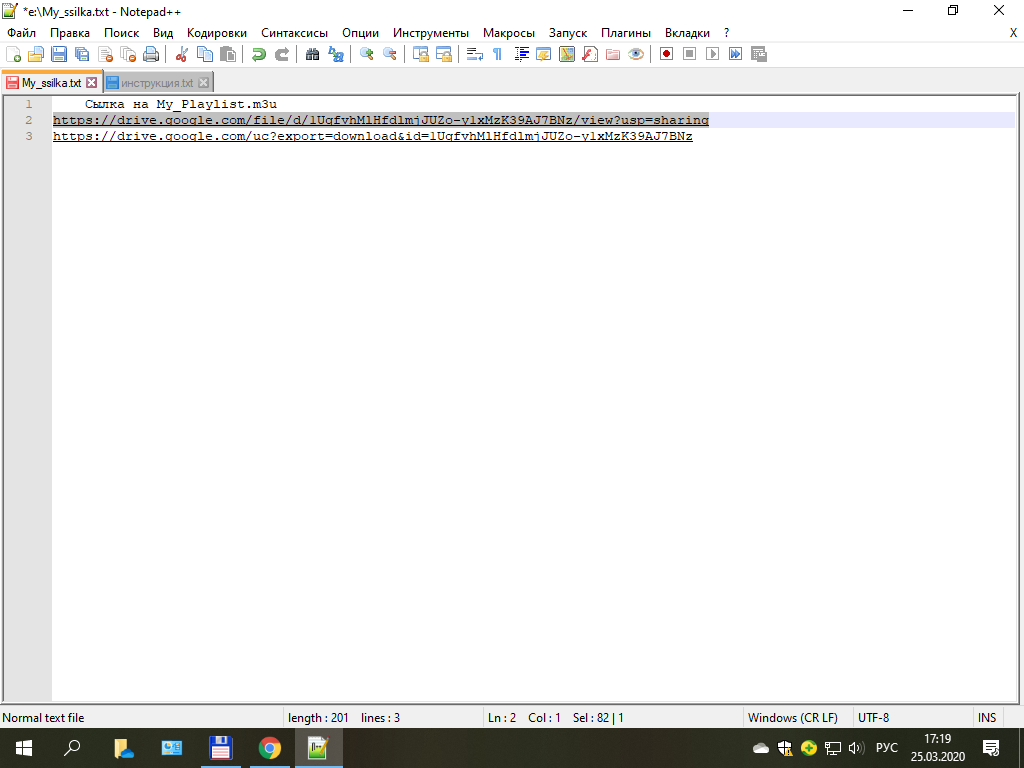 *e:\My_ssilka.txt - Notepad++
Файл Правка Поиск Вид Кодировки Синтаксисы Опции Инструменты Макросы Запуск Плагины Вкладки ? X
My_ssilka.txt инструкция.txt
1 Сылка на My_Playlist.m3u
2 https://drive.google.com/file/d/1UgfvhMlHfdlmjJUZo-y1xMzK39AJ7BNz/view?usp=sharing
3 https://drive.google.com/uc?export=download&id=1UgfvhMlHfdlmjJUZo-y1xMzK39AJ7BNz
Normal text file length : 201 lines : 3 Ln : 2 Col : 1 Sel : 82 | 1 Windows (CR LF) UTF-8 INS
РУС 17:19
25.03.2020